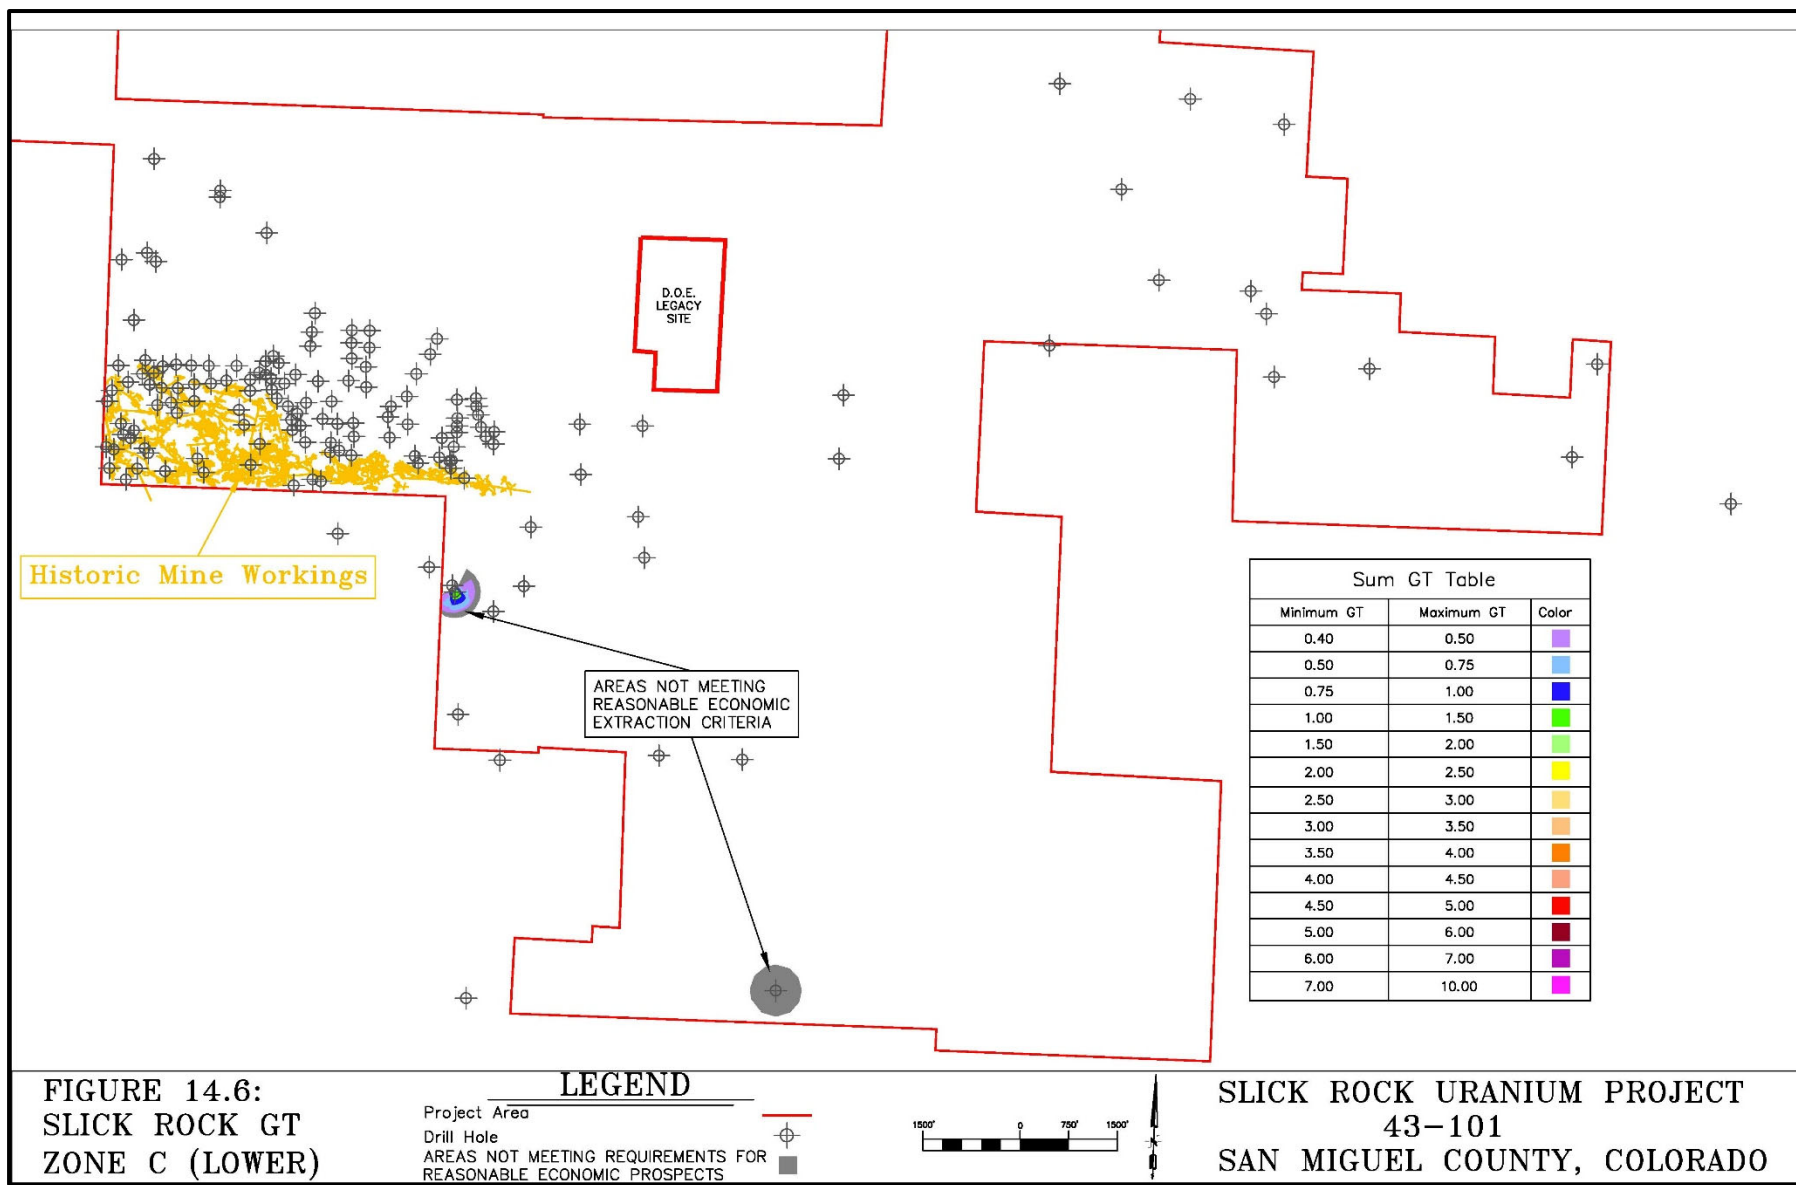 D.O.E.
LEGACY
SITE
Historic Mine Workings
AREAS NOT MEETING
REASONABLE ECONOMIC
EXTRACTION CRITERIA
Sum GT Table
Minimum GT Maximum GT Color
0.40 0.50
0.50 0.75
0.75 1.00
1.00 1.50
1.50 2.00
2.00 2.50
2.50 3.00
3.00 3.50
3.50 4.00
4.00 4.50
4.50 5.00
5.00 6.00
6.00 7.00
7.00 10.00
FIGURE 14.6:
SLICK ROCK GT
ZONE C (LOWER)
LEGEND
Project Area
Drill Hole
AREAS NOT MEETING REQUIREMENTS FOR
REASONABLE ECONOMIC PROSPECTS
1500' 0 750' 1500'
SLICK ROCK URANIUM PROJECT
43-101
SAN MIGUEL COUNTY, COLORADO